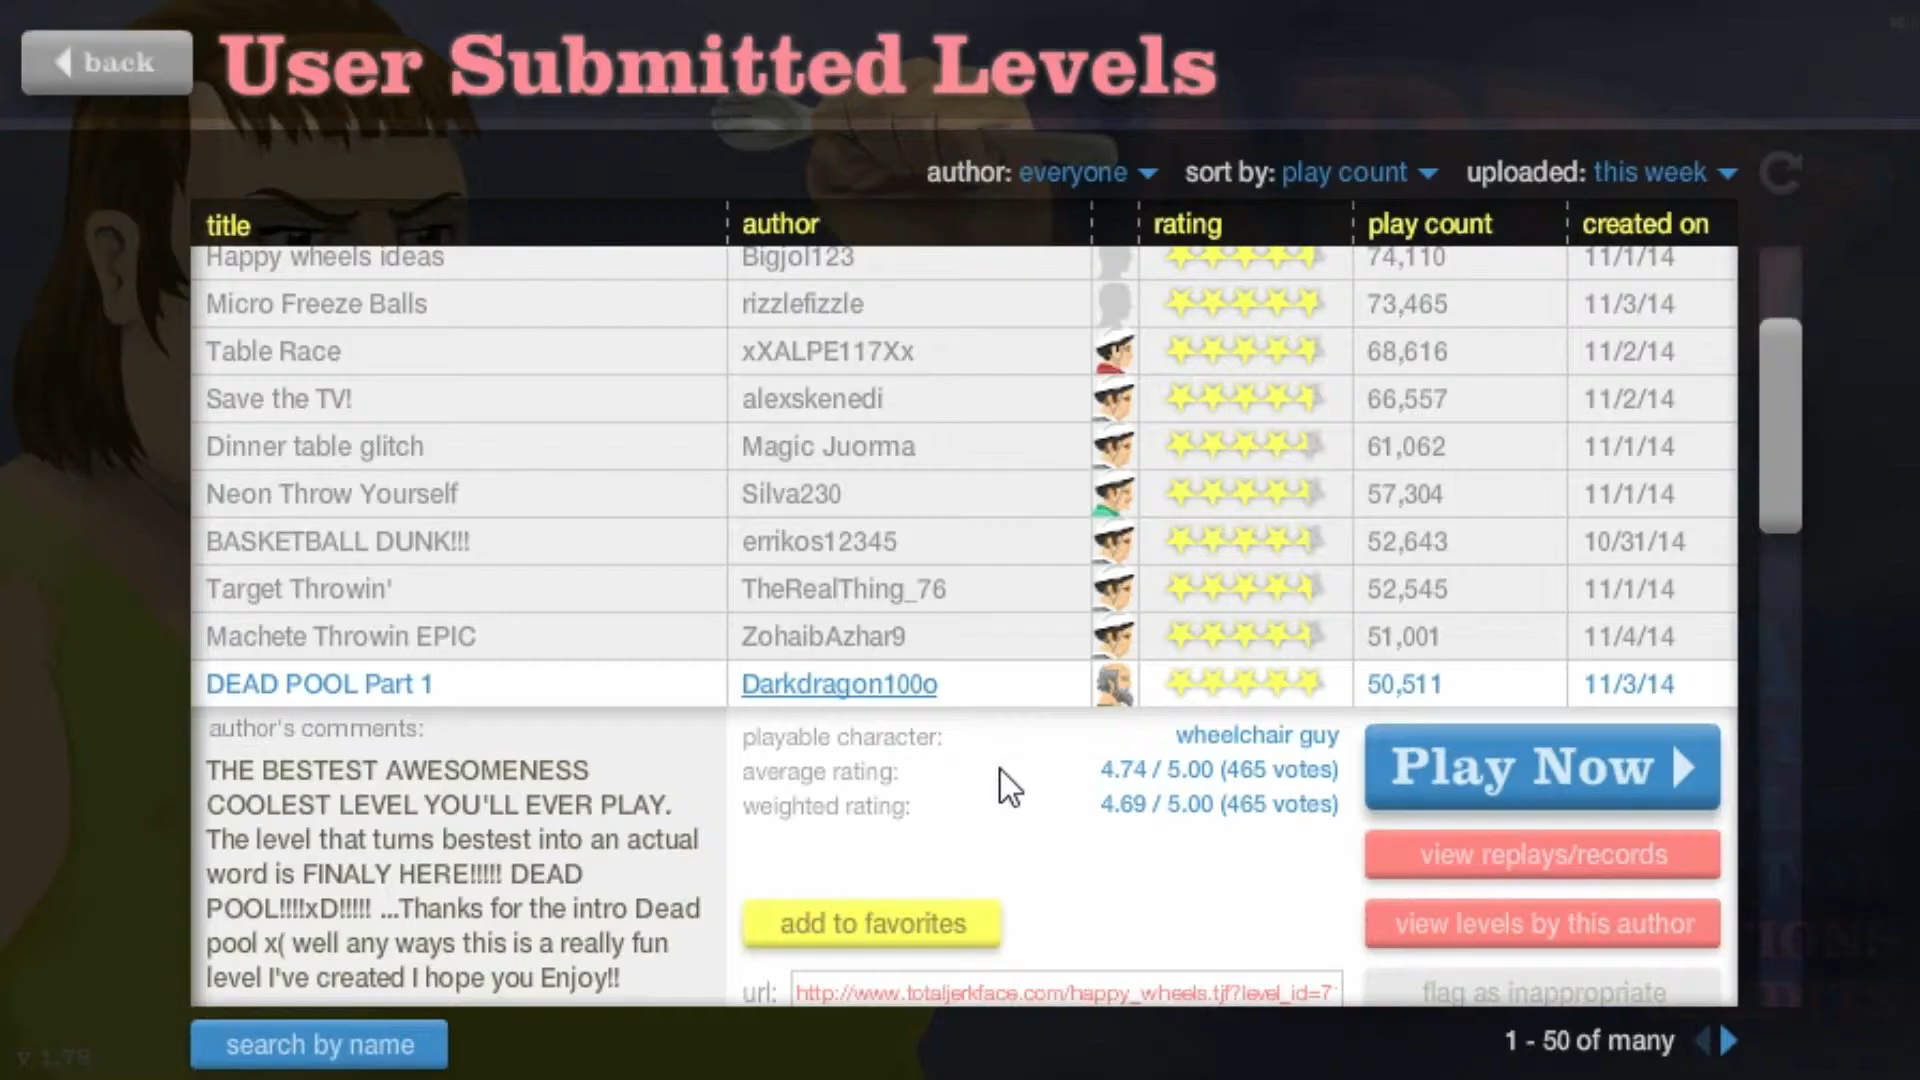 back
User Submitted Levels
author: everyone sort by: play count uploaded: this week
title author rating play count created on
Happy wheels ideas Bigjol123 74,110 11/1/14
Micro Freeze Balls rizzlefizzle 73,465 11/3/14
Table Race xXALPE117Xx 68,616 11/2/14
Save the TV! alexskenedi 66,557 11/2/14
Dinner table glitch Magic Juorma 61,062 11/1/14
Neon Throw Yourself Silva230 57,304 11/1/14
BASKETBALL DUNK!!! errikos12345 52,643 10/31/14
Target Throwin' TheRealThing_76 52,545 11/1/14
Machete Throwin EPIC ZohaibAzhar9 51,001 11/4/14
DEAD POOL Part 1 Darkdragon100o 50,511 11/3/14
author's comments:
THE BESTEST AWESOMENESS
COOLEST LEVEL YOU'LL EVER PLAY.
The level that turns bestest into an actual
word is FINALY HERE!!!!! DEAD
POOL!!!!xD!!!!! ...Thanks for the intro Dead
pool x( well any ways this is a really fun
level I've created I hope you Enjoy!!
playable character: wheelchair guy
average rating: 4.74 / 5.00 (465 votes)
weighted rating: 4.69 / 5.00 (465 votes)
add to favorites
url: http://www.totaljerkface.com/happy_wheels.tjf?level_id=7
Play Now
view replays/records
view levels by this author
flag as inappropriate
search by name
1 - 50 of many
v 1.79